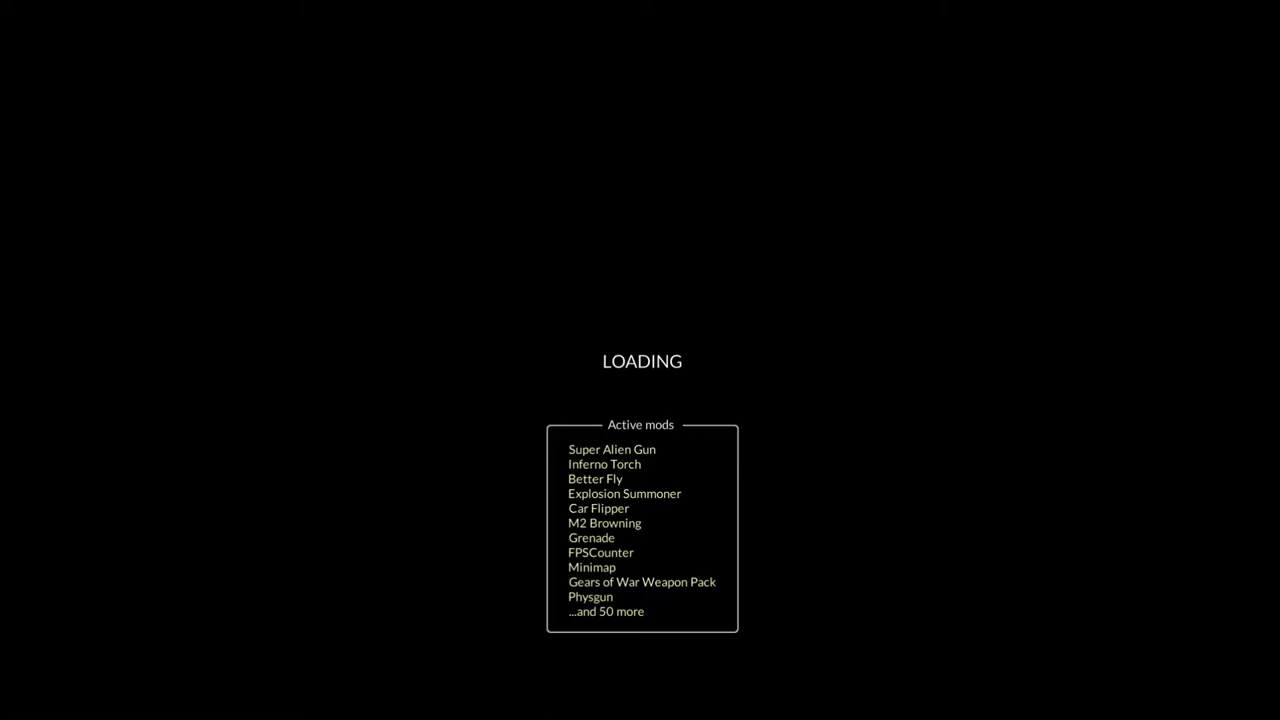 LOADING
Active mods
Super Alien Gun
Inferno Torch
Better Fly
Explosion Summoner
Car Flipper
M2 Browning
Grenade
FPSCounter
Minimap
Gears of War Weapon Pack
Physgun
...and 50 more